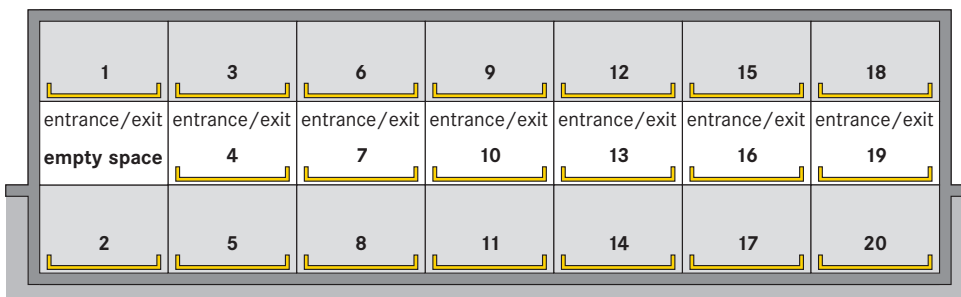 1 3 6 9 12 15 18
entrance/exit entrance/exit entrance/exit entrance/exit entrance/exit entrance/exit entrance/exit
empty space 4 7 10 13 16 19
2 5 8 11 14 17 20